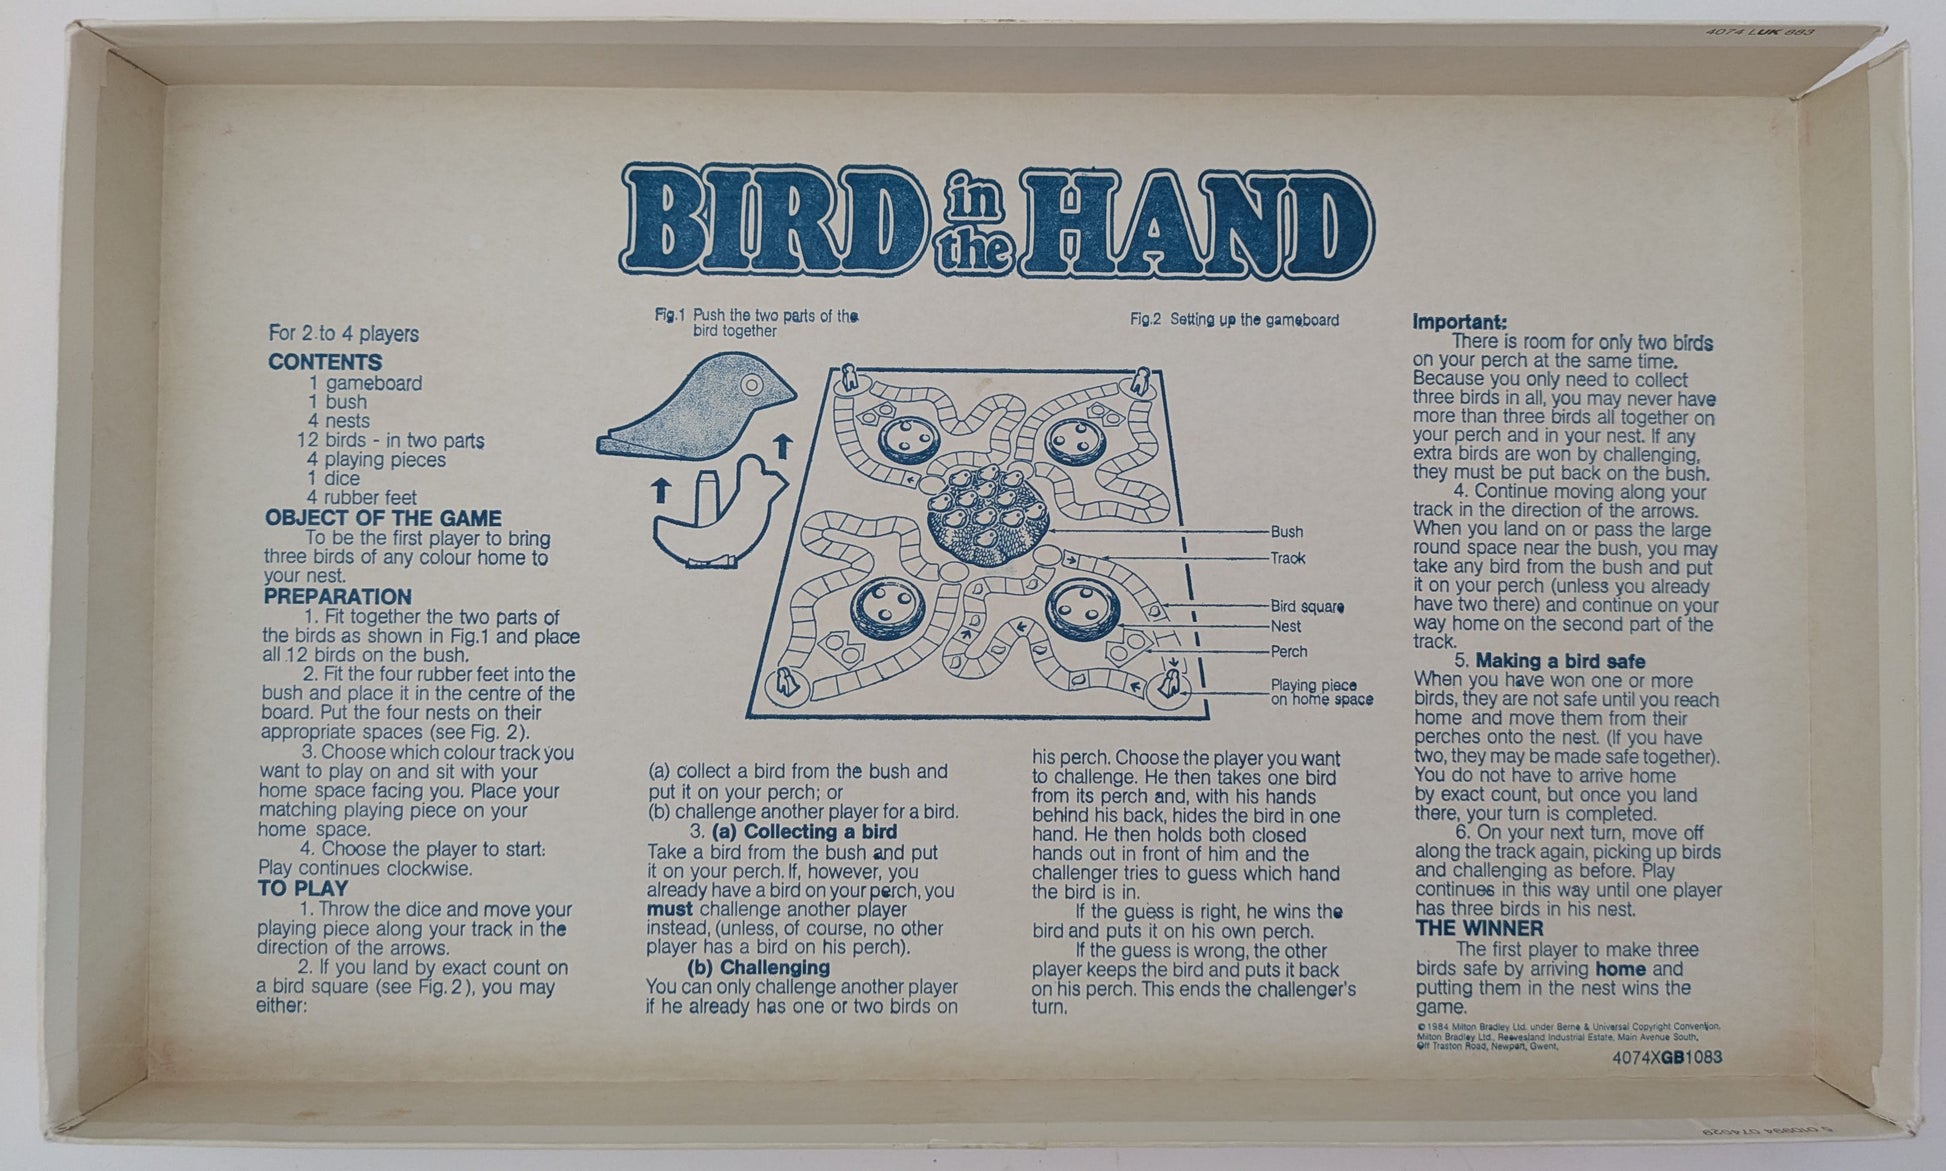 4074 LUK 883
BIRD in the HAND
For 2 to 4 players
CONTENTS
1 gameboard
1 bush
4 nests
12 birds - in two parts
4 playing pieces
1 dice
4 rubber feet
OBJECT OF THE GAME
To be the first player to bring
three birds of any colour home to
your nest.
PREPARATION
1. Fit together the two parts of
the birds as shown in Fig.1 and place
all 12 birds on the bush.
2. Fit the four rubber feet into the
bush and place it in the centre of the
board. Put the four nests on their
appropriate spaces (see Fig. 2).
3. Choose which colour track you
want to play on and sit with your
home space facing you. Place your
matching playing piece on your
home space.
4. Choose the player to start:
Play continues clockwise.
TO PLAY
1. Throw the dice and move your
playing piece along your track in the
direction of the arrows.
2. If you land by exact count on
a bird square (see Fig. 2), you may
either:
Fig.1 Push the two parts of the
bird together
Fig.2 Setting up the gameboard
Bush
Track
Bird square
Nest
Perch
Playing piece
on home space
(a) collect a bird from the bush and
put it on your perch; or
(b) challenge another player for a bird.
3. (a) Collecting a bird
Take a bird from the bush and put
it on your perch. If, however, you
already have a bird on your perch, you
must challenge another player
instead, (unless, of course, no other
player has a bird on his perch).
(b) Challenging
You can only challenge another player
if he already has one or two birds on
his perch. Choose the player you want
to challenge. He then takes one bird
from its perch and, with his hands
behind his back, hides the bird in one
hand. He then holds both closed
hands out in front of him and the
challenger tries to guess which hand
the bird is in.
If the guess is right, he wins the
bird and puts it on his own perch.
If the guess is wrong, the other
player keeps the bird and puts it back
on his perch. This ends the challenger's
turn.
Important:
There is room for only two birds
on your perch at the same time.
Because you only need to collect
three birds in all, you may never have
more than three birds all together on
your perch and in your nest. If any
extra birds are won by challenging,
they must be put back on the bush.
4. Continue moving along your
track in the direction of the arrows.
When you land on or pass the large
round space near the bush, you may
take any bird from the bush and put
it on your perch (unless you already
have two there) and continue on your
way home on the second part of the
track.
5. Making a bird safe
When you have won one or more
birds, they are not safe until you reach
home and move them from their
perches onto the nest. (If you have
two, they may be made safe together).
You do not have to arrive home
by exact count, but once you land
there, your turn is completed.
6. On your next turn, move off
along the track again, picking up birds
and challenging as before. Play
continues in this way until one player
has three birds in his nest.
THE WINNER
The first player to make three
birds safe by arriving home and
putting them in the nest wins the
game.
© 1984 Milton Bradley Ltd. under Berne & Universal Copyright Convention.
Milton Bradley Ltd., Reevesland Industrial Estate, Main Avenue South,
Off Traston Road, Newport, Gwent,
4074XGB1083
5 010994 074029